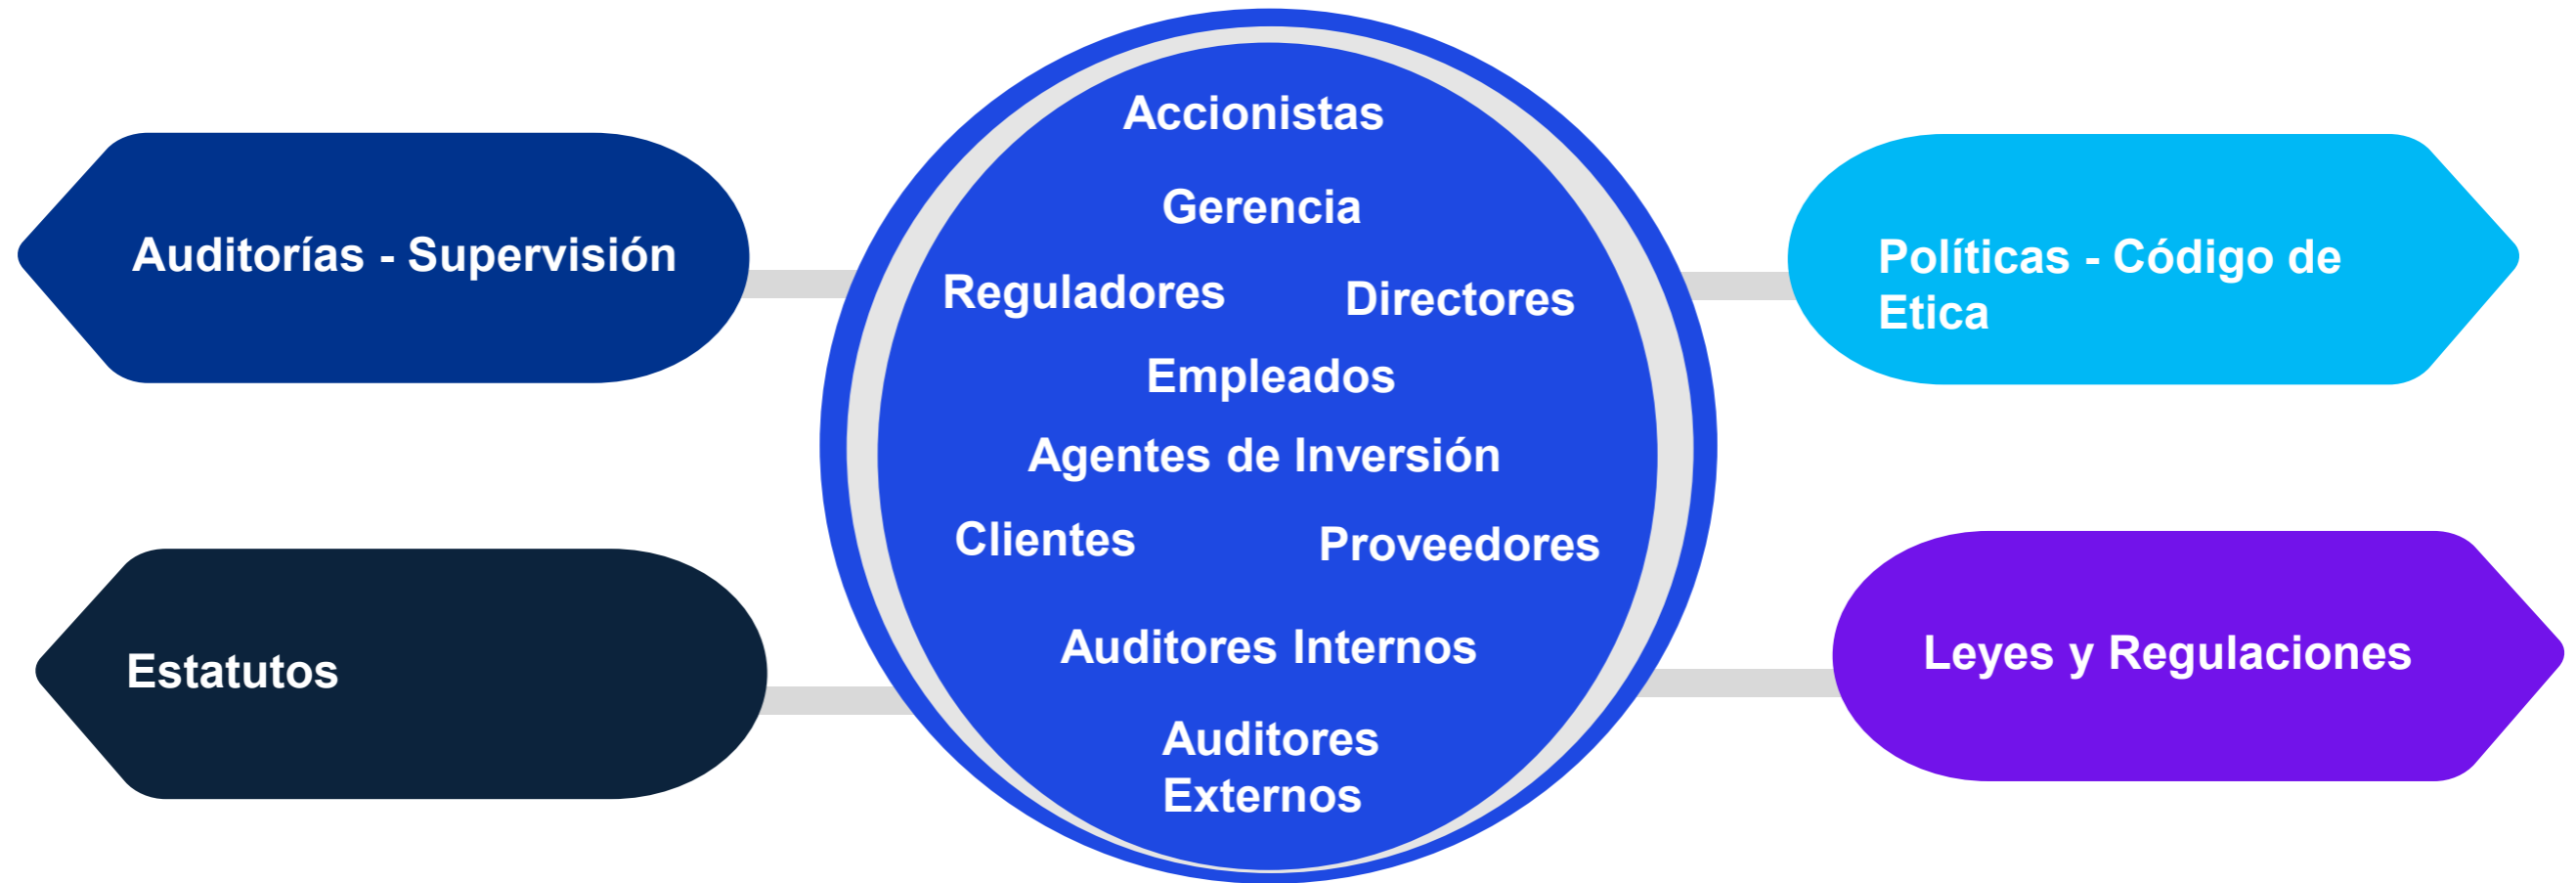 Auditorías - Supervisión
Estatutos
Accionistas
Gerencia
Reguladores
Directores
Empleados
Agentes de Inversión
Clientes
Proveedores
Auditores Internos
Auditores
Externos
Políticas - Código de
Etica
Leyes y Regulaciones